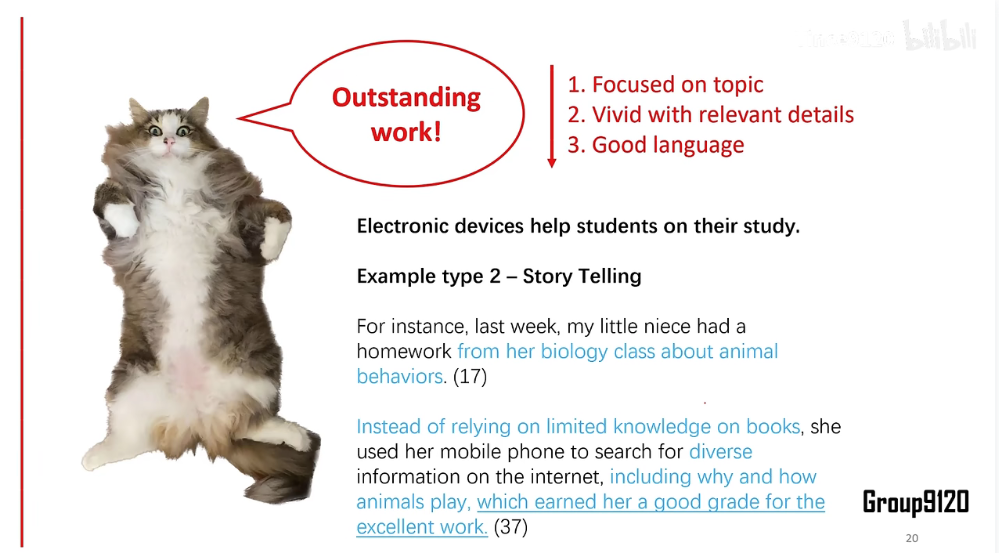 bilibili
Outstanding
work!
1. Focused on topic
2. Vivid with relevant details
3. Good language
Electronic devices help students on their study.
Example type 2 – Story Telling
For instance, last week, my little niece had a
homework from her biology class about animal
behaviors. (17)
Instead of relying on limited knowledge on books, she
used her mobile phone to search for diverse
information on the internet, including why and how
animals play, which earned her a good grade for the
excellent work. (37)
Group9120
20